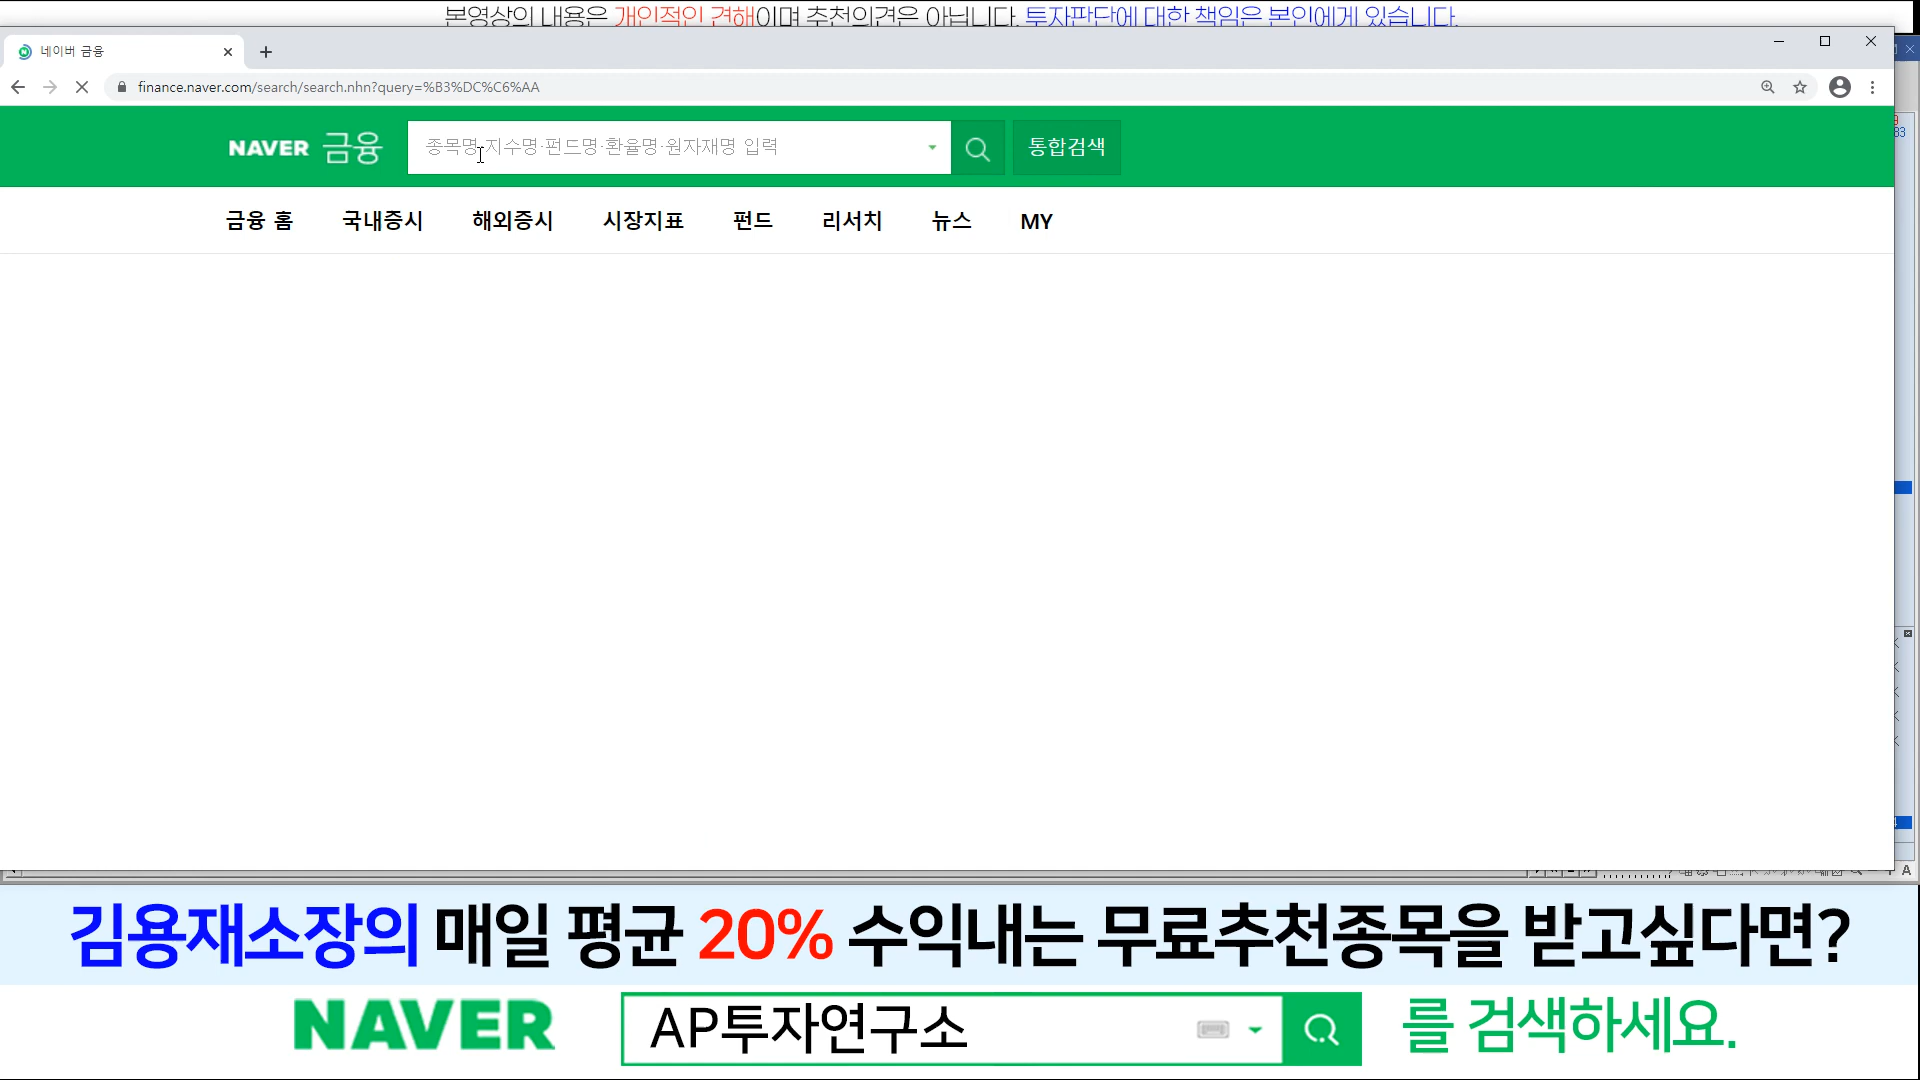 본영상의 내용은 개인적인 견해이며 추천의견은 아닙니다. 투자판단에 대한 책임은 본인에게 있습니다.
네이버 금융
finance.naver.com/search/search.nhn?query=%B3%DC%C6%AA
NAVER 금융 종목명·지수명·펀드명·환율명·원자재명 입력 통합검색
금융 홈 국내증시 해외증시 시장지표 펀드 리서치 뉴스 MY
김용재소장의 매일 평균 20% 수익내는 무료추천종목을 받고싶다면?
NAVER AP투자연구소 를 검색하세요.